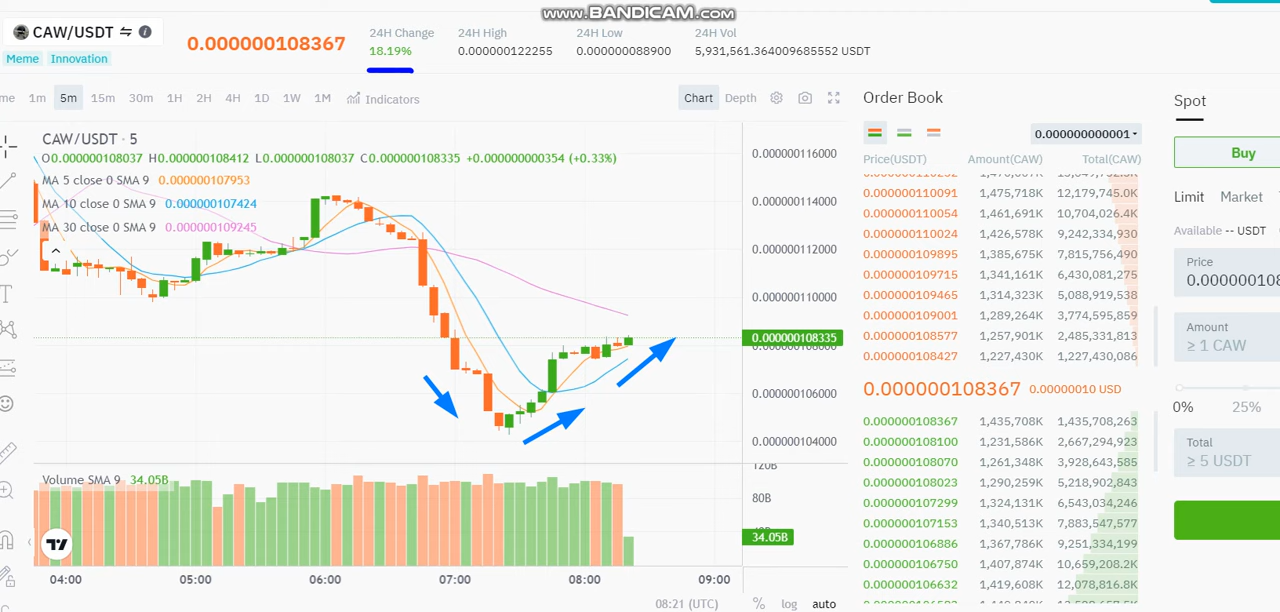 www.BANDICAM.com
CAW/USDT
0.000000108367
24H Change
18.19%
24H High
0.000000122255
24H Low
0.000000088900
24H Vol
5,931,561.364009685552 USDT
Meme Innovation
me 1m 5m 15m 30m 1H 2H 4H 1D 1W 1M Indicators
Chart Depth
CAW/USDT · 5
O0.000000108037 H0.000000108412 L0.000000108037 C0.000000108335 +0.000000000354 (+0.33%)
MA 5 close 0 SMA 9 0.000000107953
MA 10 close 0 SMA 9 0.000000107424
MA 30 close 0 SMA 9 0.000000109245
0.000000116000
0.000000114000
0.000000112000
0.000000110000
0.000000108335
0.000000106000
0.000000104000
Volume SMA 9 34.05B
120B
80B
34.05B
04:00 05:00 06:00 07:00 08:00 09:00
08:21 (UTC) % log auto
Order Book
0.000000000001
Price(USDT) Amount(CAW) Total(CAW)
0.000000110091 1,475,718K 12,179,745.0K
0.000000110054 1,461,691K 10,704,026.4K
0.000000110024 1,426,578K 9,242,334,930
0.000000109895 1,385,675K 7,815,756,490
0.000000109715 1,341,161K 6,430,081,275
0.000000109465 1,314,323K 5,088,919,538
0.000000109001 1,289,264K 3,774,595,859
0.000000108577 1,257,901K 2,485,331,813
0.000000108427 1,227,430K 1,227,430,086
0.000000108367 0.00000010 USD
0.000000108367 1,435,708K 1,435,708,263
0.000000108100 1,231,586K 2,667,294,923
0.000000108070 1,261,348K 3,928,643,585
0.000000108023 1,290,259K 5,218,902,843
0.000000107299 1,324,131K 6,543,034,246
0.000000107153 1,340,513K 7,883,547,577
0.000000106886 1,367,786K 9,251,334,199
0.000000106750 1,407,874K 10,659,208.2K
0.000000106632 1,419,608K 12,078,816.8K
Spot
Buy
Limit Market
Available -- USDT
Price
0.000000108
Amount
≥ 1 CAW
0% 25%
Total
≥ 5 USDT